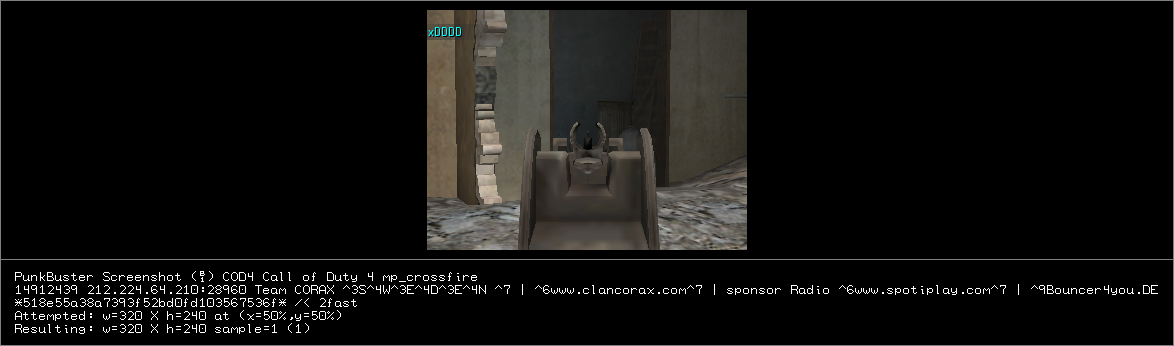 x0000
PunkBuster Screenshot (BI) COD4 Call of Duty 4 mp_crossfire
14912439 212.224.64.210:28960 Team CORAX ^3S^4W^3E^4D^3E^4N ^7 | ^6www.clancorax.com^7 | sponsor Radio ^6www.spotiplay.com^7 | ^9Bouncer4you.DE
*518e55a38a7393f52bd0fd103567536f* /< 2fast
Attempted: w=320 X h=240 at (x=50%,y=50%)
Resulting: w=320 X h=240 sample=1 (1)